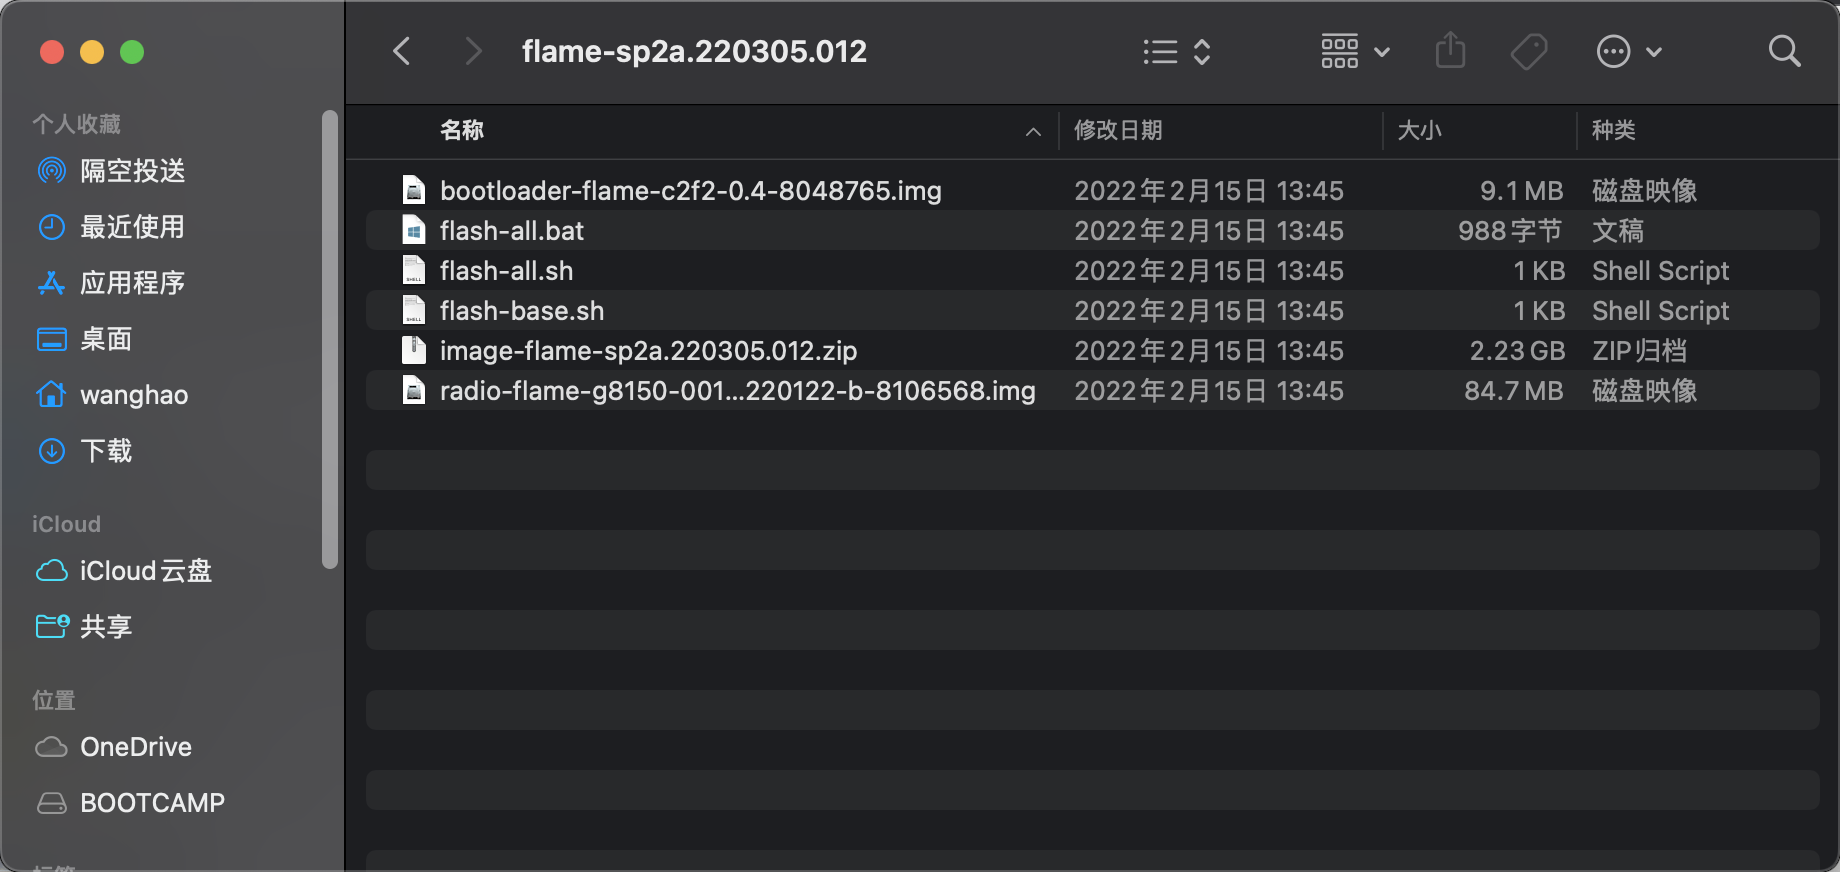 flame-sp2a.220305.012
个人收藏
隔空投送
最近使用
应用程序
桌面
wanghao
下载
iCloud
iCloud云盘
共享
位置
OneDrive
BOOTCAMP
名称 修改日期 大小 种类
bootloader-flame-c2f2-0.4-8048765.img 2022年2月15日 13:45 9.1 MB 磁盘映像
flash-all.bat 2022年2月15日 13:45 988字节 文稿
flash-all.sh 2022年2月15日 13:45 1 KB Shell Script
flash-base.sh 2022年2月15日 13:45 1 KB Shell Script
image-flame-sp2a.220305.012.zip 2022年2月15日 13:45 2.23 GB ZIP归档
radio-flame-g8150-001...220122-b-8106568.img 2022年2月15日 13:45 84.7 MB 磁盘映像